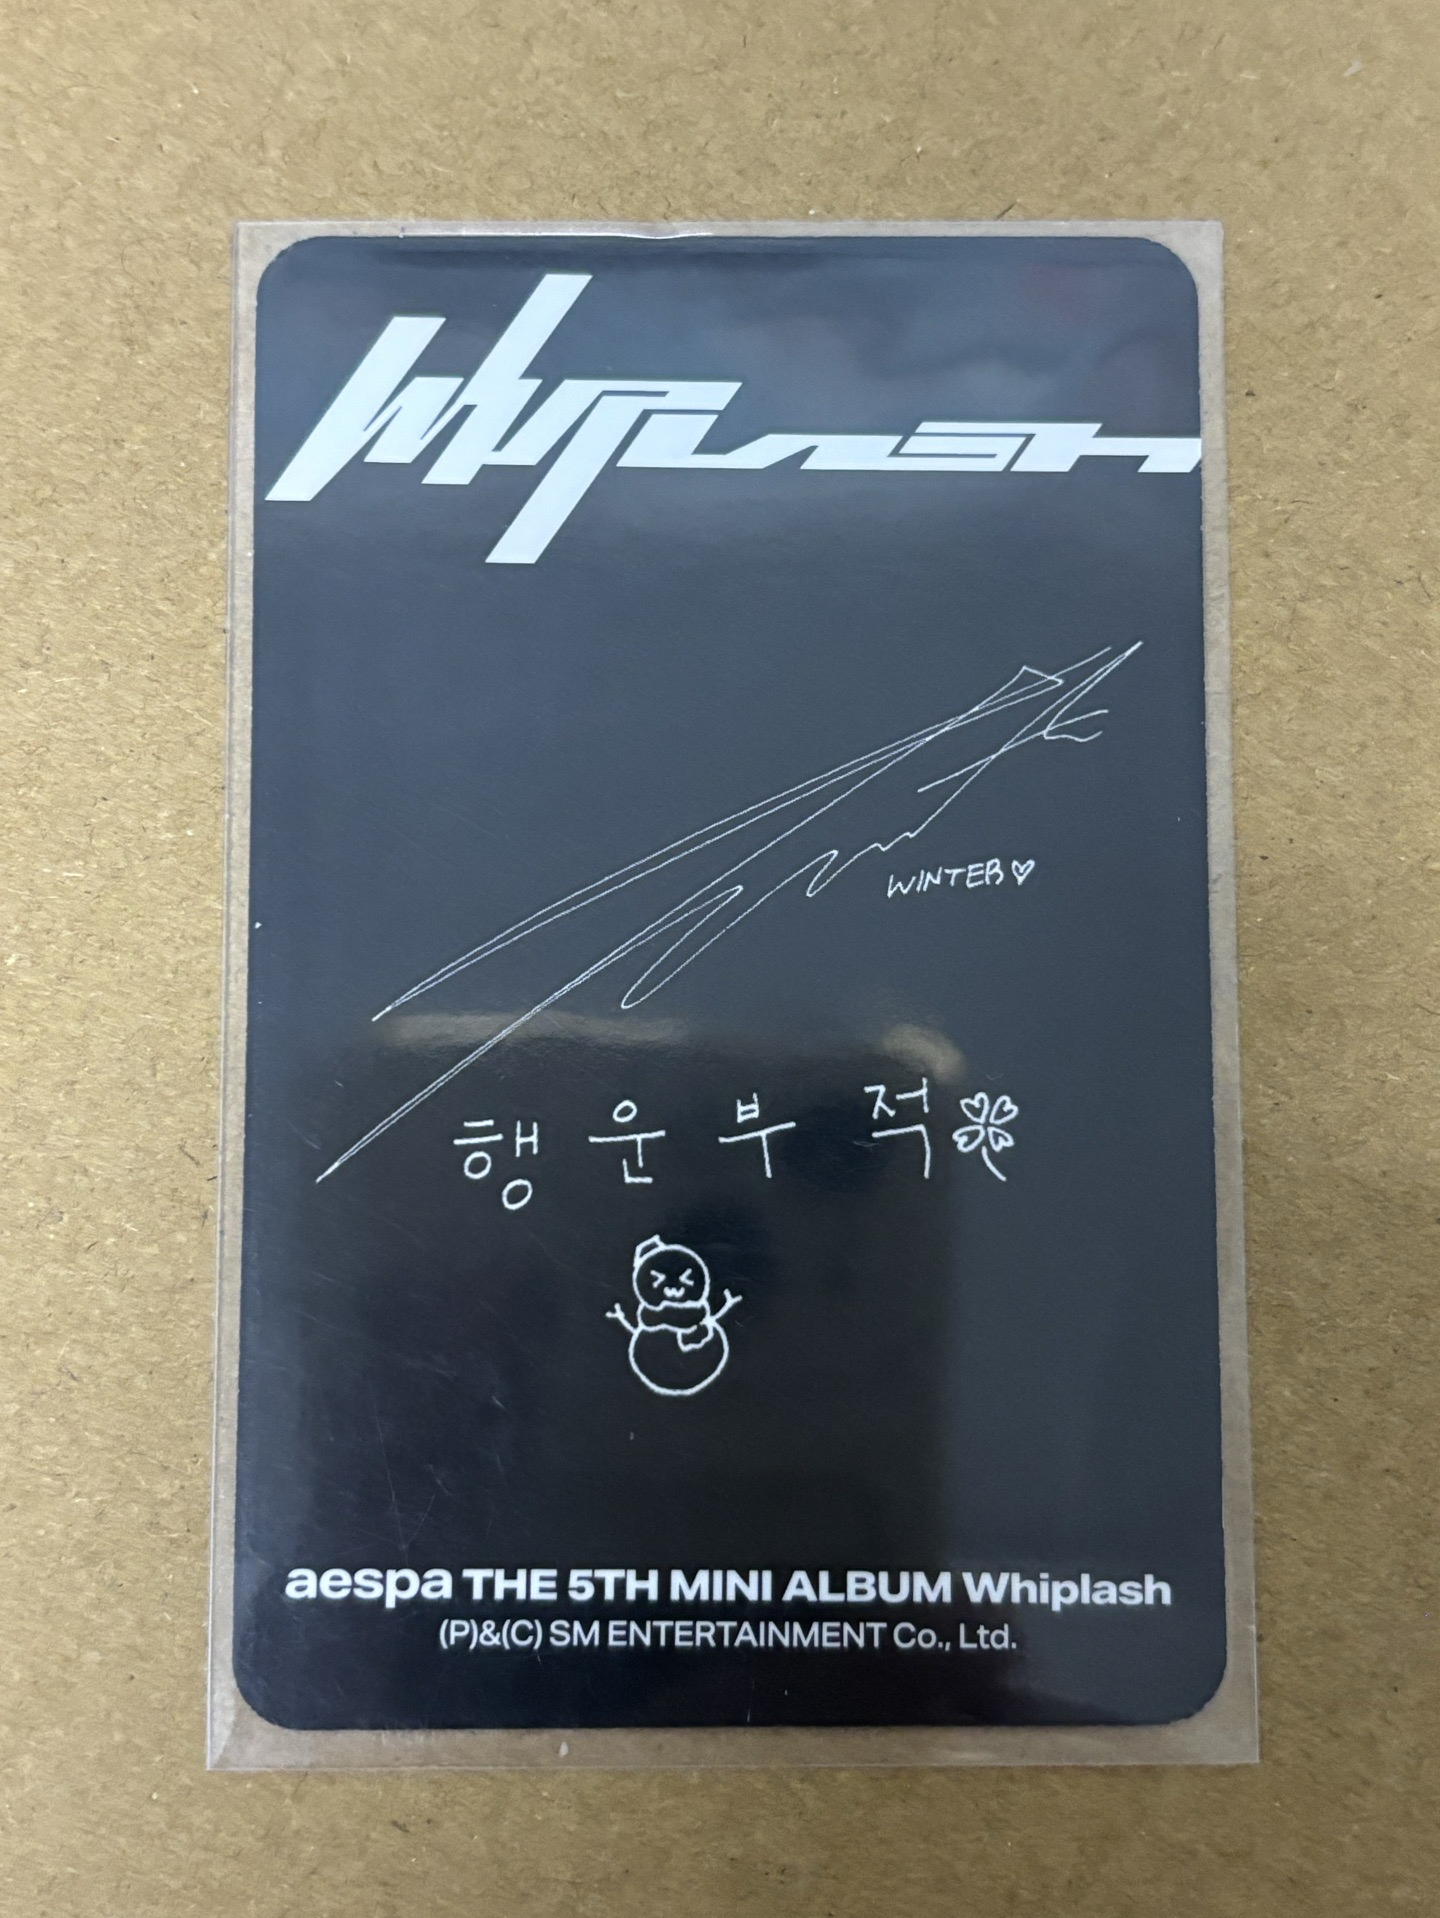 Whiplash
WINTER♡
행운부적
aespa THE 5TH MINI ALBUM Whiplash
(P)&(C) SM ENTERTAINMENT Co., Ltd.